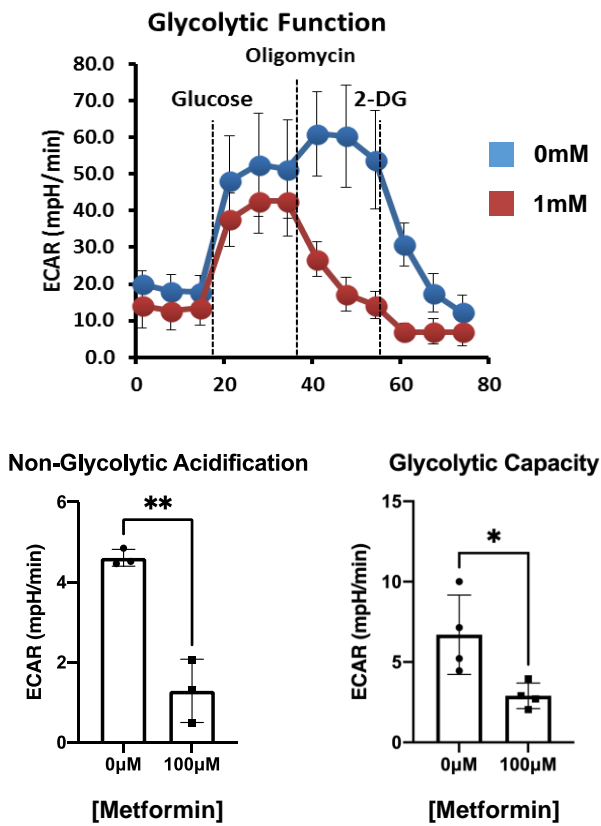 Glycolytic Function
Oligomycin
Glucose
2-DG
ECAR (mpH/min)
80.0
70.0
60.0
50.0
40.0
30.0
20.0
10.0
0.0
0 20 40 60 80
0mM
1mM
Non-Glycolytic Acidification
**
ECAR (mpH/min)
6
4
2
0
0μM 100μM
[Metformin]
Glycolytic Capacity
*
ECAR (mpH/min)
15
10
5
0
0μM 100μM
[Metformin]